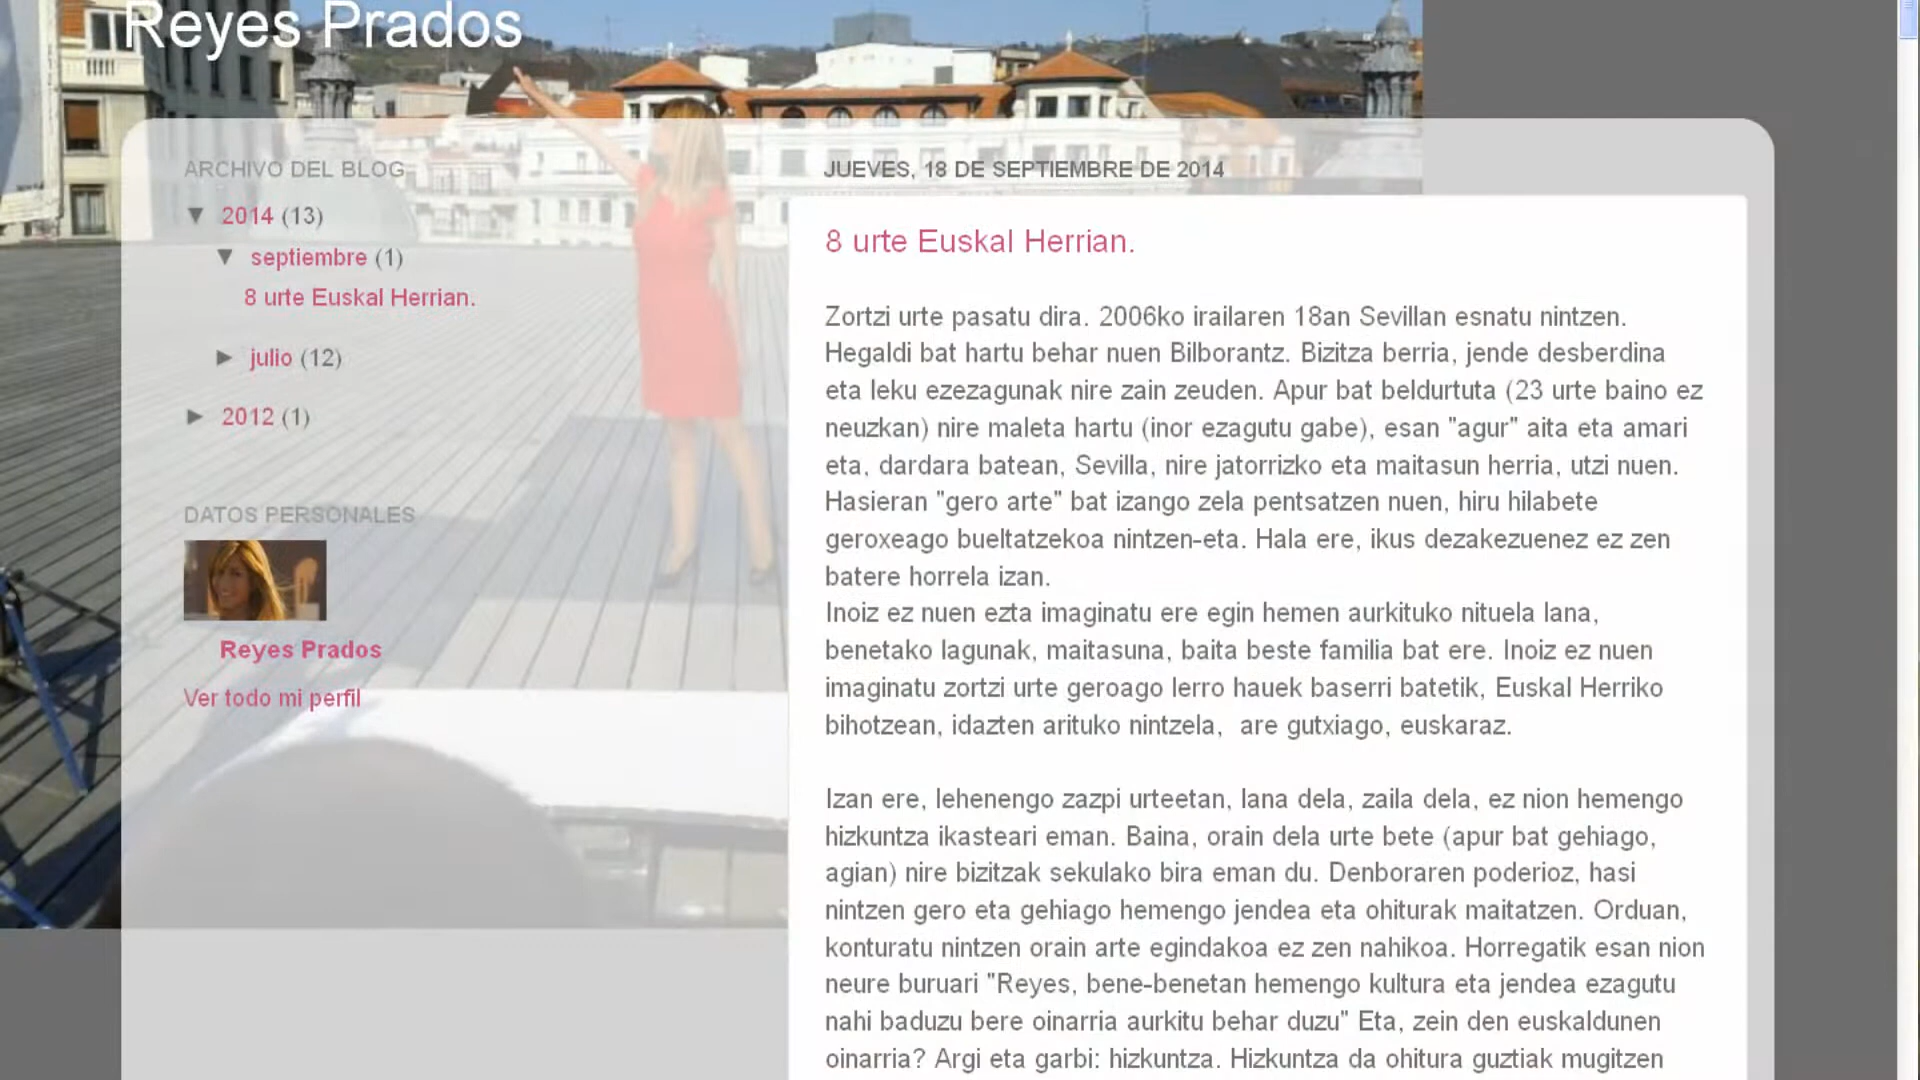 Reyes Prados
ARCHIVO DEL BLOG
▼ 2014 (13)
▼ septiembre (1)
8 urte Euskal Herrian.
► julio (12)
► 2012 (1)
DATOS PERSONALES
Reyes Prados
Ver todo mi perfil
JUEVES, 18 DE SEPTIEMBRE DE 2014
8 urte Euskal Herrian.
Zortzi urte pasatu dira. 2006ko irailaren 18an Sevillan esnatu nintzen.
Hegaldi bat hartu behar nuen Bilborantz. Bizitza berria, jende desberdina
eta leku ezezagunak nire zain zeuden. Apur bat beldurtuta (23 urte baino ez
neuzkan) nire maleta hartu (inor ezagutu gabe), esan "agur" aita eta amari
eta, dardara batean, Sevilla, nire jatorrizko eta maitasun herria, utzi nuen.
Hasieran "gero arte" bat izango zela pentsatzen nuen, hiru hilabete
geroxeago bueltatzekoa nintzen-eta. Hala ere, ikus dezakezuenez ez zen
batere horrela izan.
Inoiz ez nuen ezta imaginatu ere egin hemen aurkituko nituela lana,
benetako lagunak, maitasuna, baita beste familia bat ere. Inoiz ez nuen
imaginatu zortzi urte geroago lerro hauek baserri batetik, Euskal Herriko
bihotzean, idazten arituko nintzela,  are gutxiago, euskaraz.
Izan ere, lehenengo zazpi urteetan, lana dela, zaila dela, ez nion hemengo
hizkuntza ikasteari eman. Baina, orain dela urte bete (apur bat gehiago,
agian) nire bizitzak sekulako bira eman du. Denboraren poderioz, hasi
nintzen gero eta gehiago hemengo jendea eta ohiturak maitatzen. Orduan,
konturatu nintzen orain arte egindakoa ez zen nahikoa. Horregatik esan nion
neure buruari "Reyes, bene-benetan hemengo kultura eta jendea ezagutu
nahi baduzu bere oinarria aurkitu behar duzu" Eta, zein den euskaldunen
oinarria? Argi eta garbi: hizkuntza. Hizkuntza da ohitura guztiak mugitzen